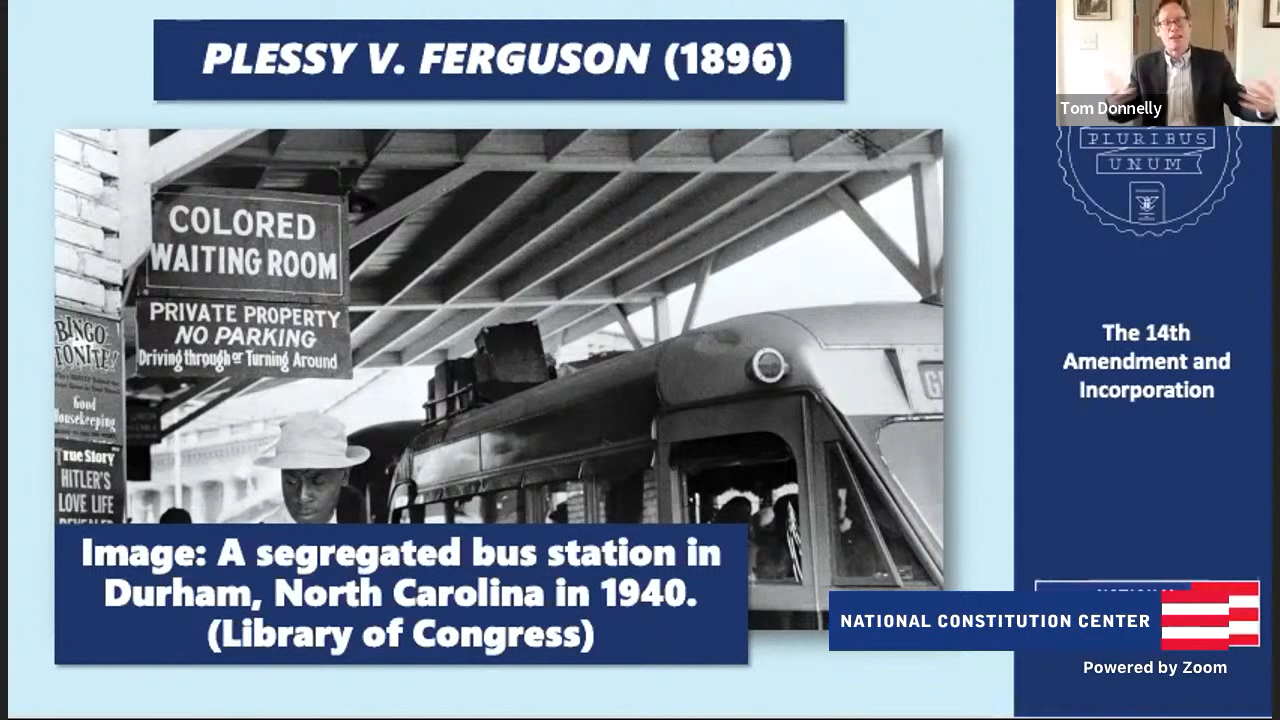 PLESSY V. FERGUSON (1896)
COLORED
WAITING ROOM
PRIVATE PROPERTY
NO PARKING
Driving through or Turning Around
BINGO
TONITE!
Good
Housekeeping
True Story
HITLER'S
LOVE LIFE
Image: A segregated bus station in
Durham, North Carolina in 1940.
(Library of Congress)
Tom Donnelly
PLURIBUS
UNUM
The 14th
Amendment and
Incorporation
NATIONAL CONSTITUTION CENTER
Powered by Zoom